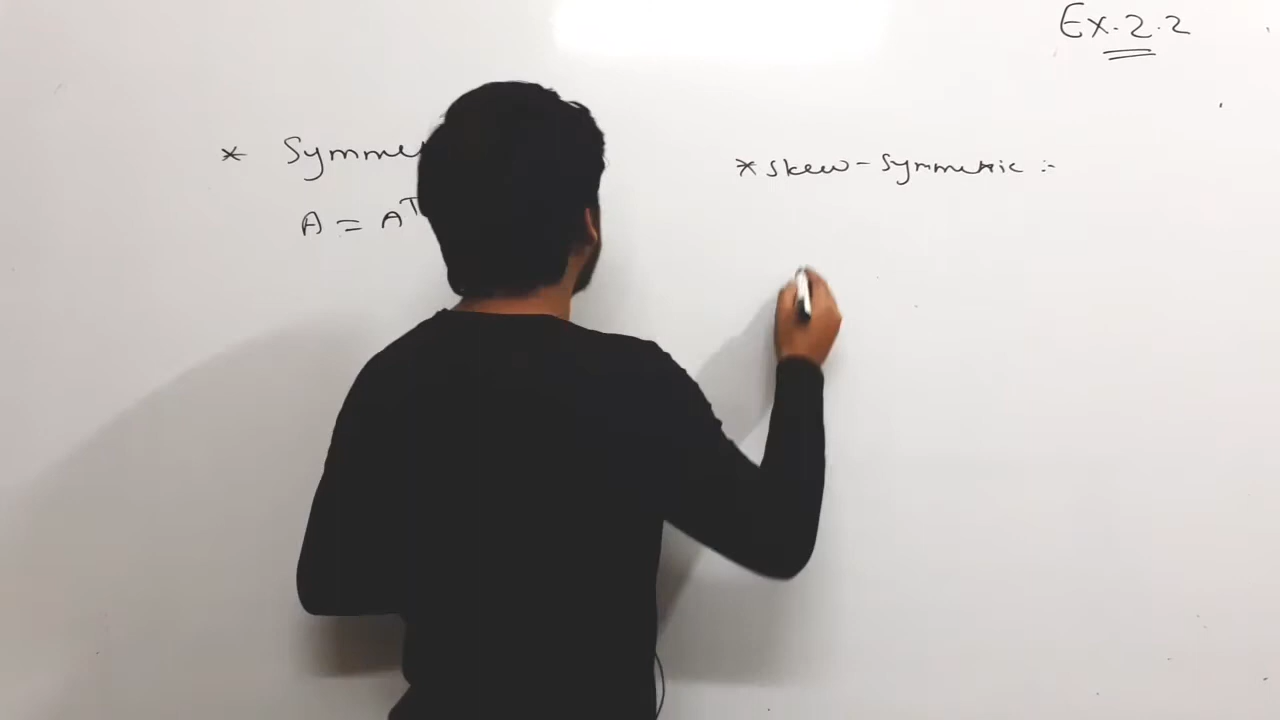 Ex.2.2
* Symme
* Skew-Symmetric :-
A = Aᵀ